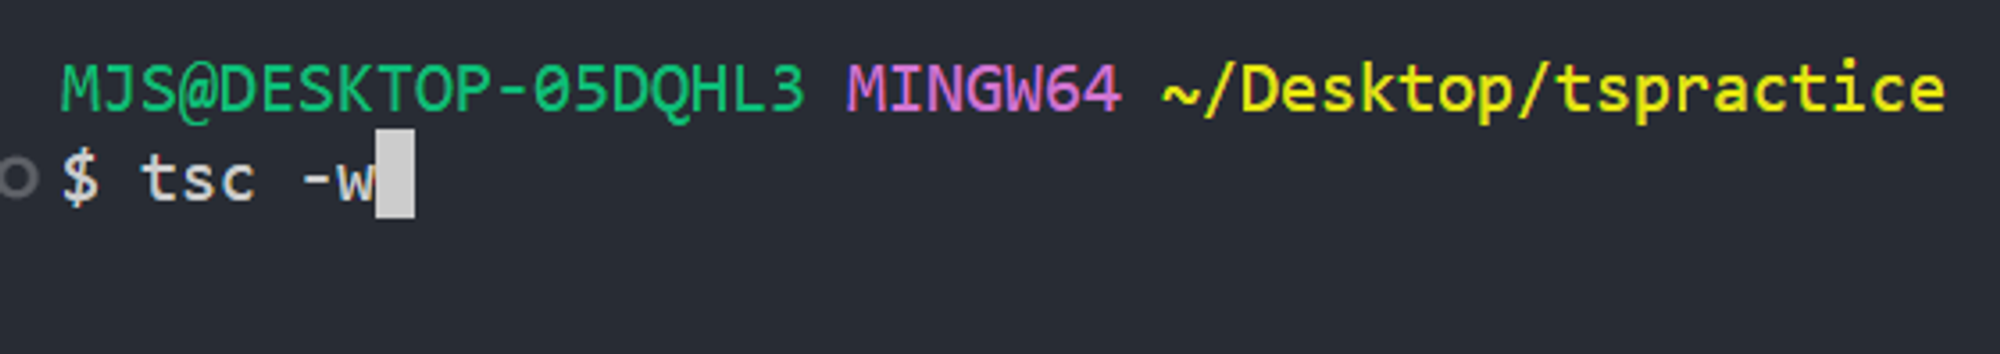 MJS@DESKTOP-05DQHL3 MINGW64 ~/Desktop/tspractice
$ tsc -w